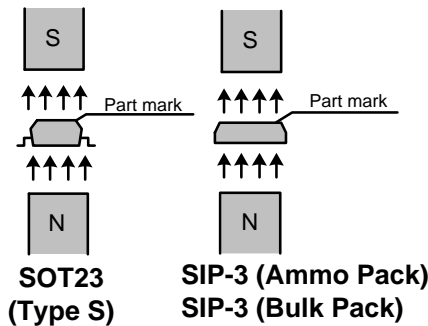 S
S
Part mark
Part mark
N
N
SOT23
(Type S)
SIP-3 (Ammo Pack)
SIP-3 (Bulk Pack)